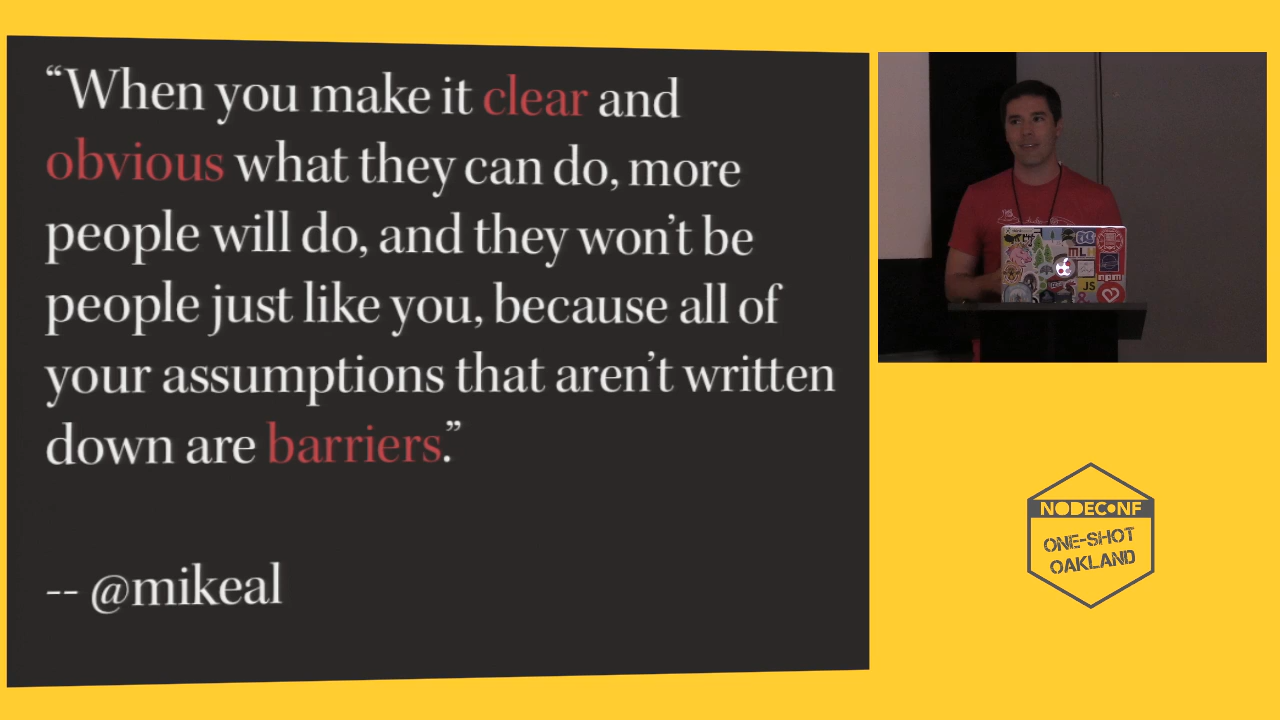 “When you make it clear and
obvious what they can do, more
people will do, and they won’t be
people just like you, because all of
your assumptions that aren’t written
down are barriers.”
-- @mikeal
JS
npm
NODECONF
ONE-SHOT
OAKLAND